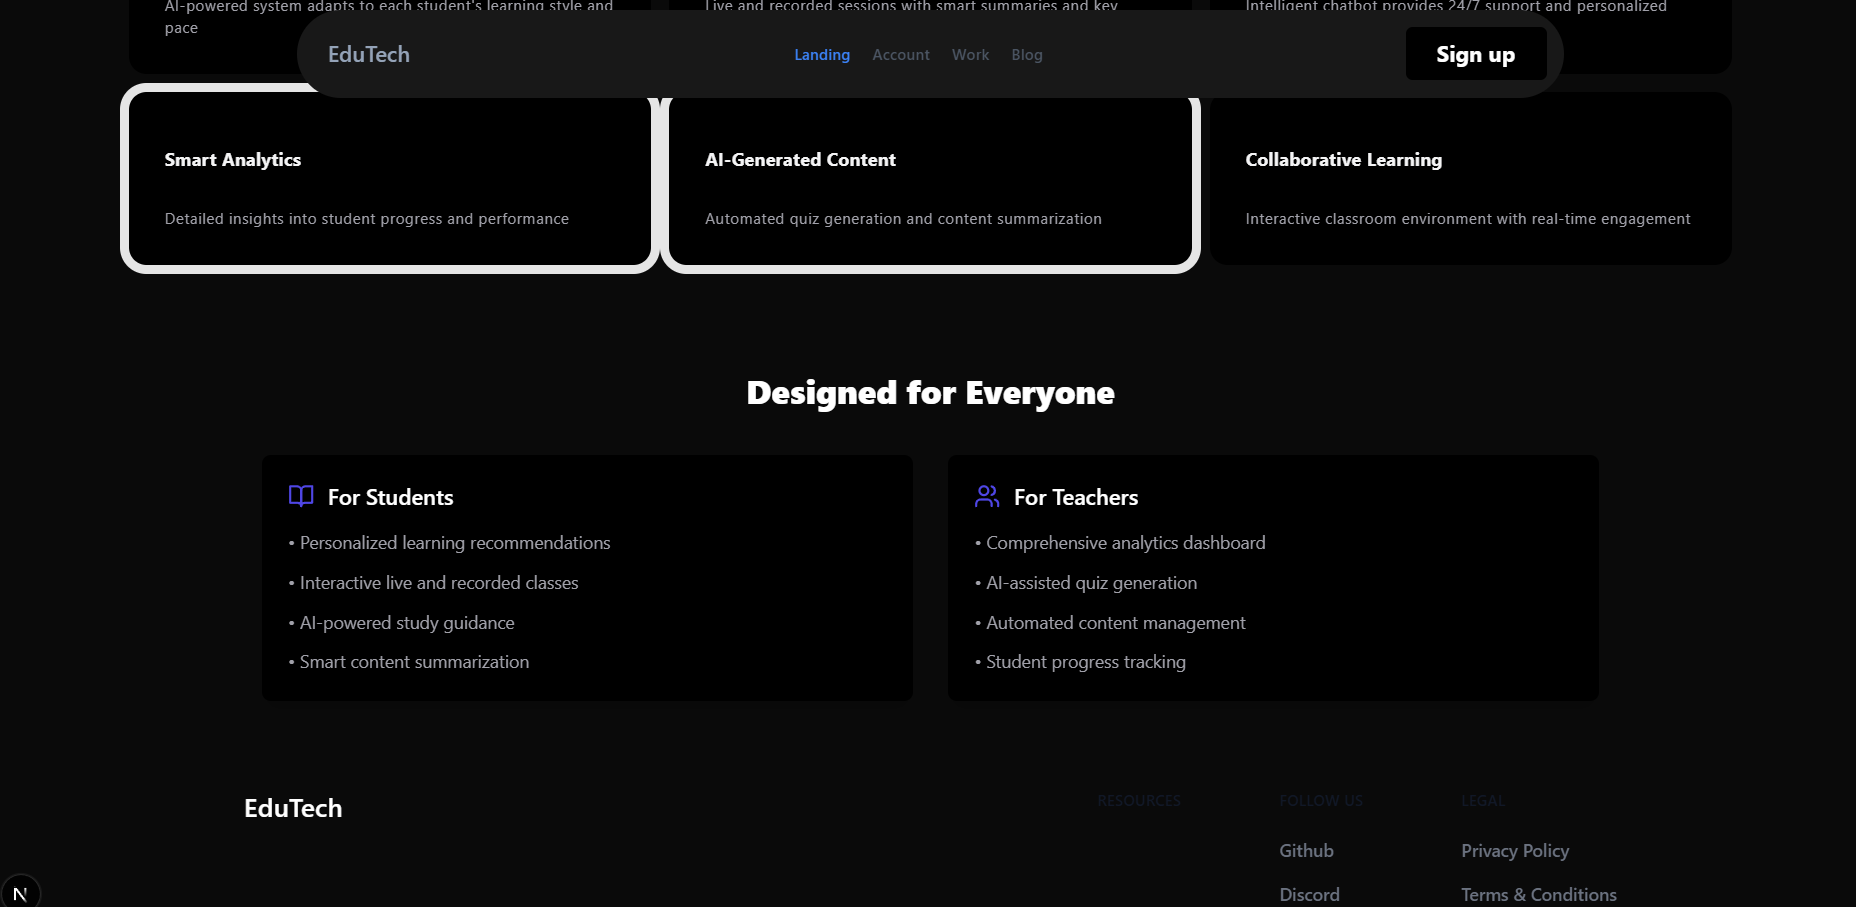 AI-powered system adapts to each student's learning style and
pace
Live and recorded sessions with smart summaries and key
Intelligent chatbot provides 24/7 support and personalized
EduTech
Landing
Account
Work
Blog
Sign up
Smart Analytics
Detailed insights into student progress and performance
AI-Generated Content
Automated quiz generation and content summarization
Collaborative Learning
Interactive classroom environment with real-time engagement
Designed for Everyone
For Students
• Personalized learning recommendations
• Interactive live and recorded classes
• AI-powered study guidance
• Smart content summarization
For Teachers
• Comprehensive analytics dashboard
• AI-assisted quiz generation
• Automated content management
• Student progress tracking
EduTech
RESOURCES
FOLLOW US
Github
Discord
LEGAL
Privacy Policy
Terms & Conditions
N